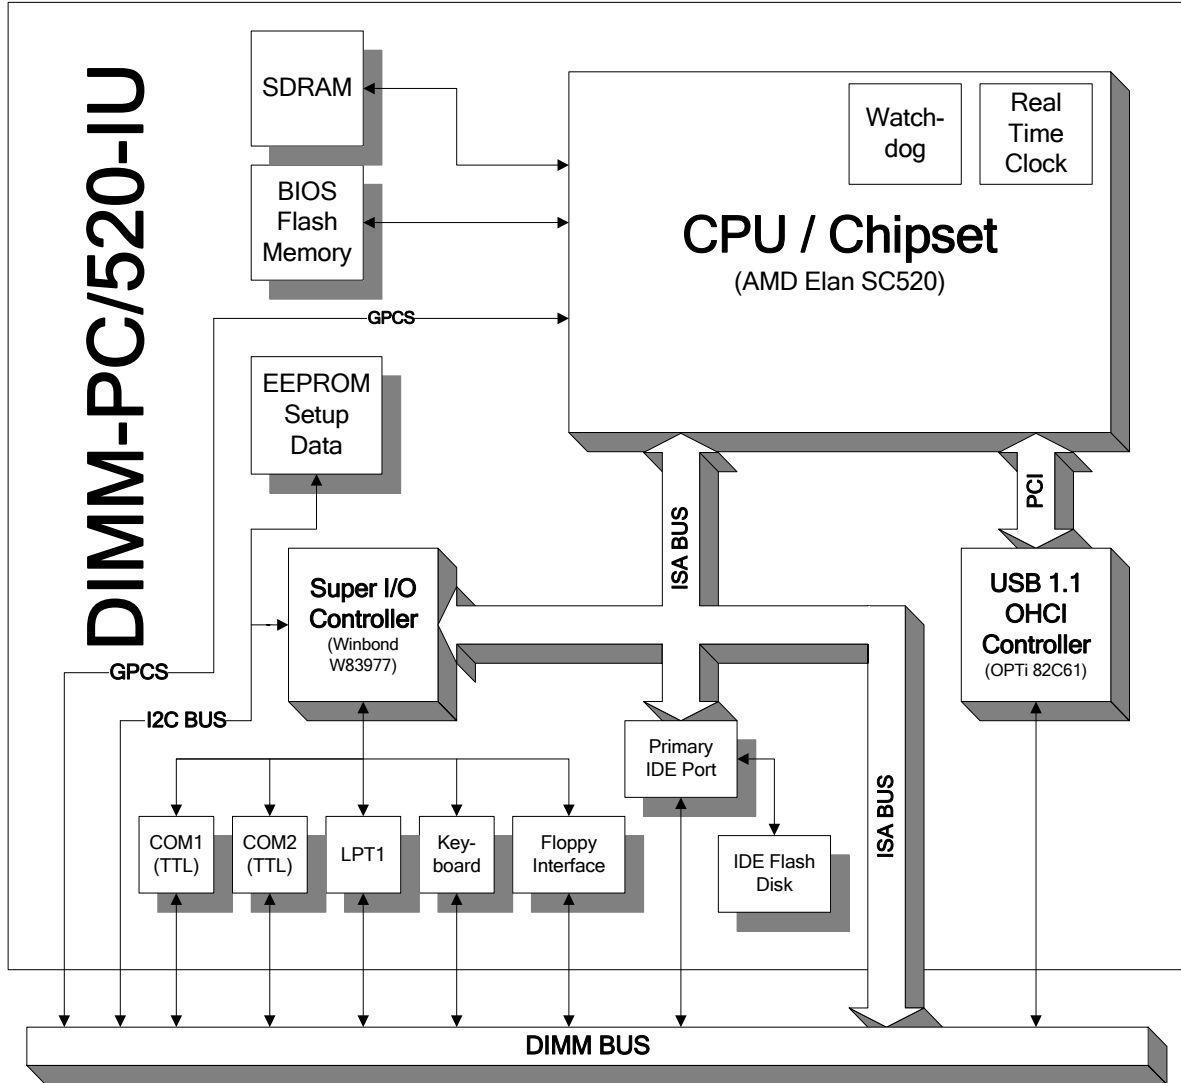 DIMM-PC/520-IU
SDRAM
BIOS
Flash
Memory
Watch-
dog
Real
Time
Clock
CPU / Chipset
(AMD Elan SC520)
GPCS
EEPROM
Setup
Data
ISA BUS
PCI
Super I/O
Controller
(Winbond
W83977)
USB 1.1
OHCI
Controller
(OPTi 82C61)
GPCS
I2C BUS
Primary
IDE Port
ISA BUS
COM1
(TTL)
COM2
(TTL)
LPT1
Key-
board
Floppy
Interface
IDE Flash
Disk
DIMM BUS